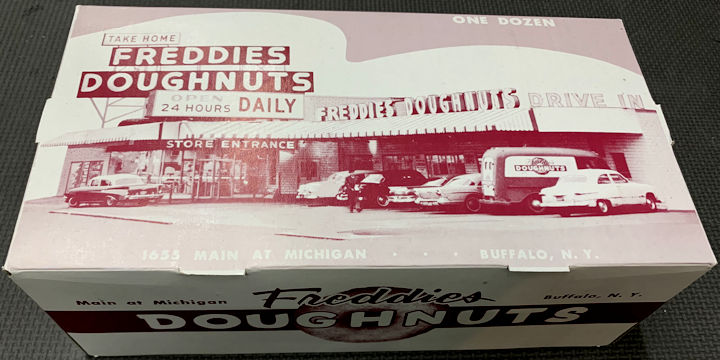 ONE DOZEN
TAKE HOME
FREDDIES
DOUGHNUTS
OPEN
24 HOURS DAILY
FREDDIES DOUGHNUTS DRIVE IN
STORE ENTRANCE
DOUGHNUTS
1655 MAIN AT MICHIGAN · · · BUFFALO, N. Y.
Main at Michigan Freddies Buffalo, N. Y.
DOUGHNUTS